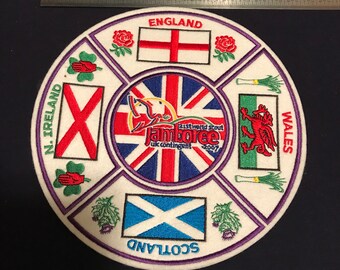 ENGLAND
N. IRELAND
WALES
21st world scout
Jamboree
uk contingent
2007
SCOTLAND